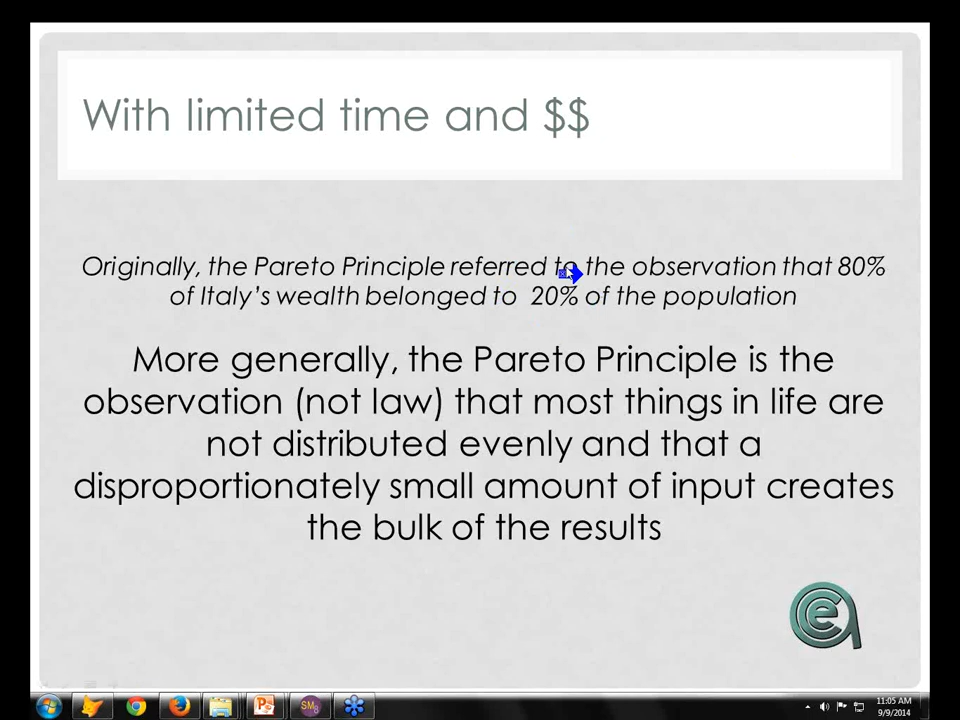 With limited time and $$
Originally, the Pareto Principle referred to the observation that 80%
of Italy's wealth belonged to  20% of the population
More generally, the Pareto Principle is the
observation (not law) that most things in life are
not distributed evenly and that a
disproportionately small amount of input creates
the bulk of the results
11:05 AM
9/9/2014